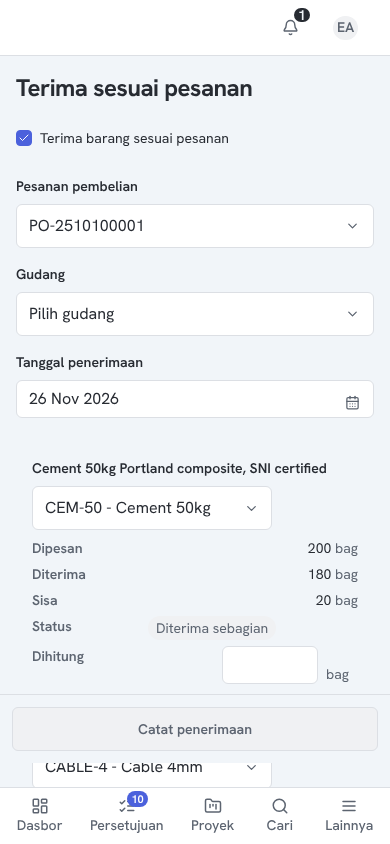 1
EA
Terima sesuai pesanan
Terima barang sesuai pesanan
Pesanan pembelian
PO-2510100001
Gudang
Pilih gudang
Tanggal penerimaan
26 Nov 2026
Cement 50kg Portland composite, SNI certified
CEM-50 - Cement 50kg
Dipesan 200 bag
Diterima 180 bag
Sisa 20 bag
Status Diterima sebagian
Dihitung bag
Catat penerimaan
CABLE-4 - Cable 4mm
10
Dasbor Persetujuan Proyek Cari Lainnya